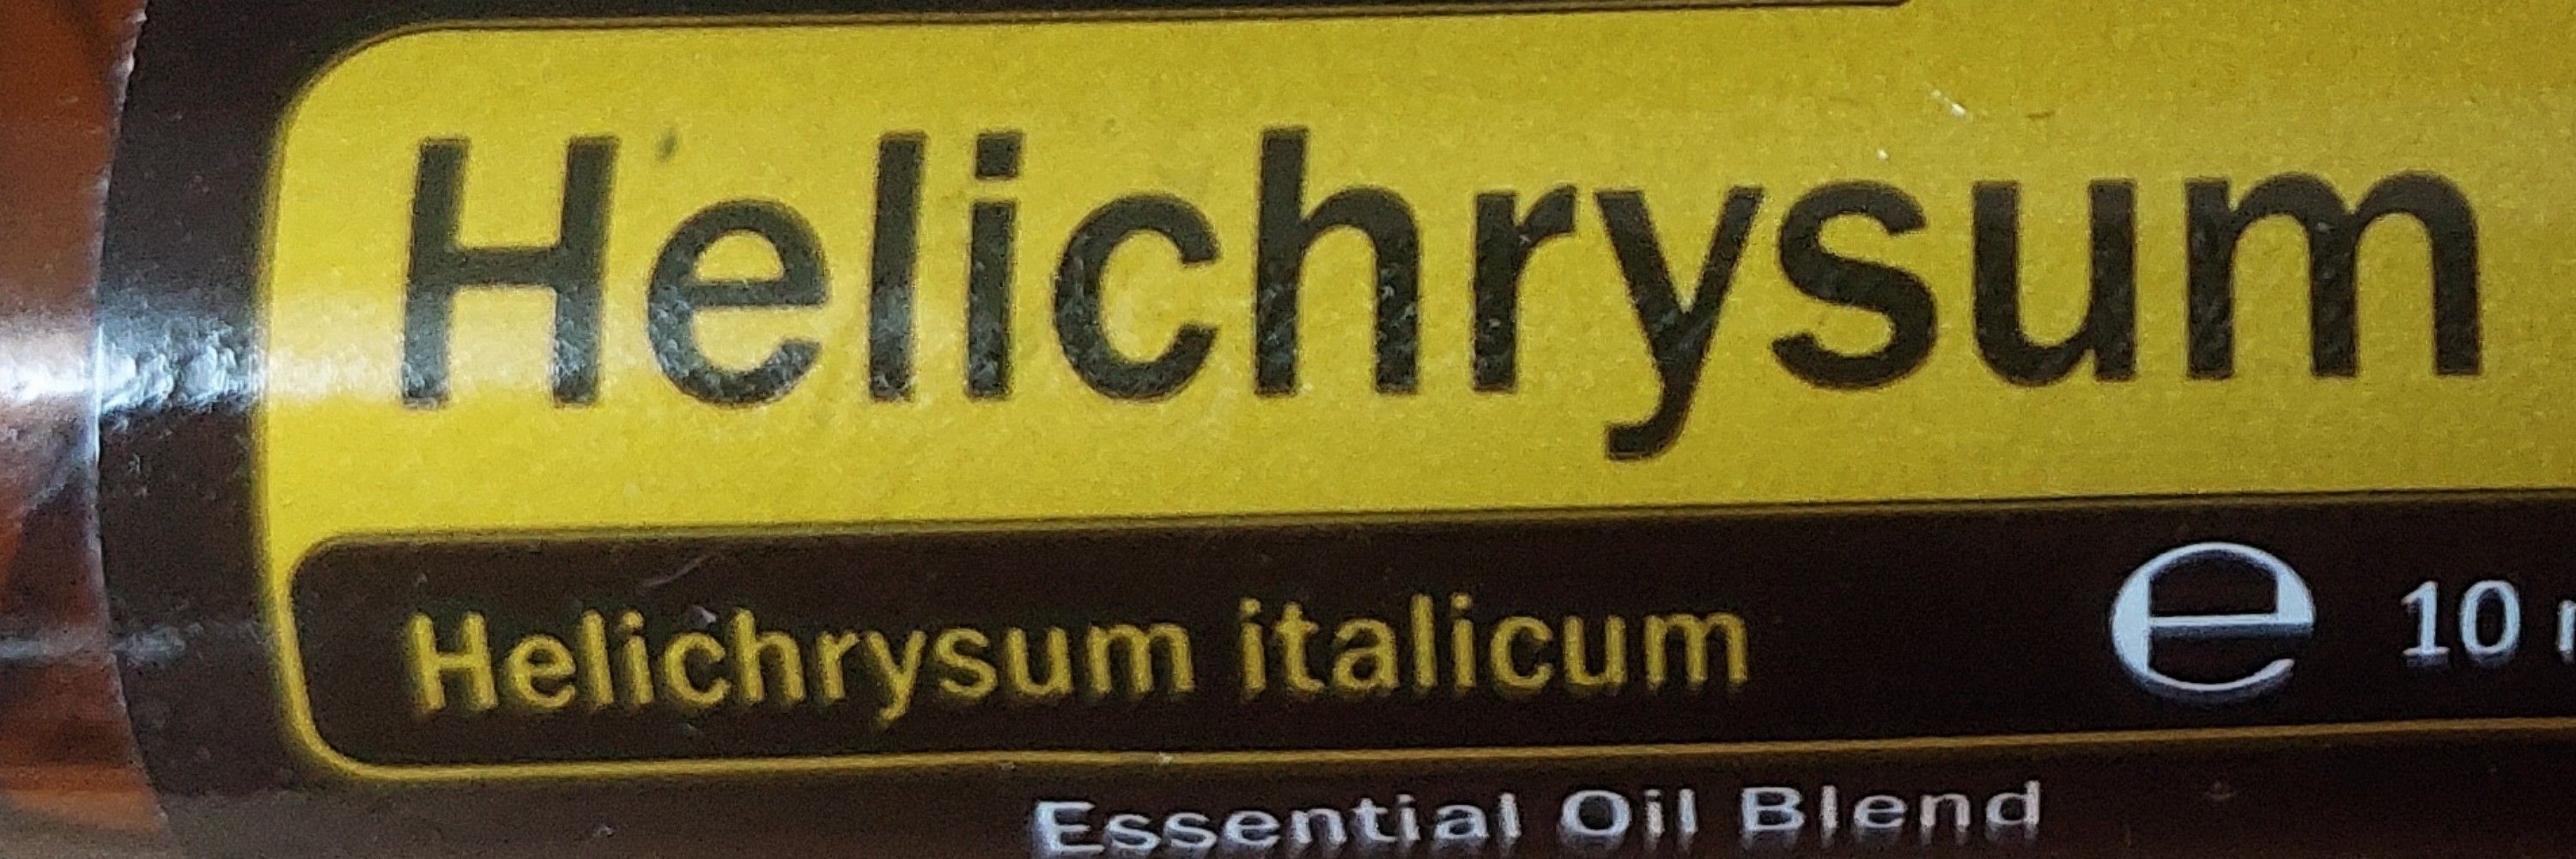 Helichrysum
Helichrysum italicum
℮ 10
Essential Oil Blend